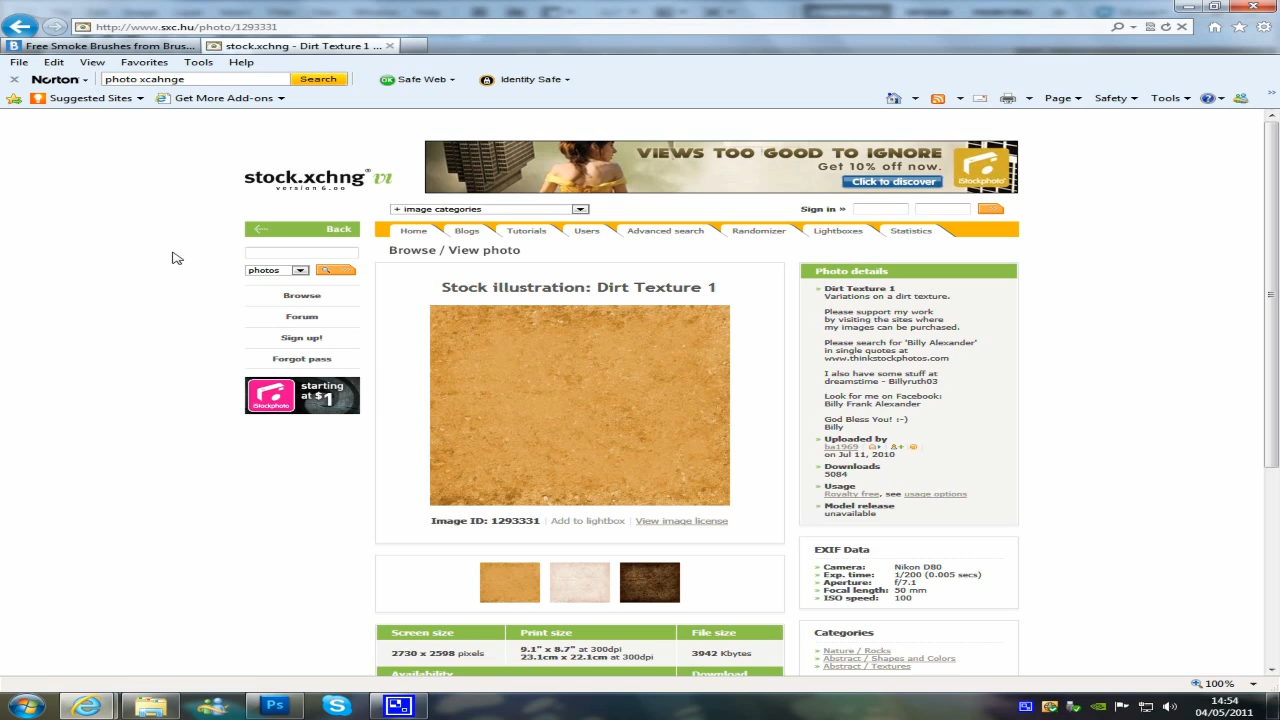 http://www.sxc.hu/photo/1293331
Free Smoke Brushes from Brus...
stock.xchng - Dirt Texture 1 ...
File Edit View Favorites Tools Help
Norton
photo xcahnge
Search
Safe Web
Identity Safe
Suggested Sites
Get More Add-ons
Page
Safety
Tools
stock.xchng® vi
version 6.00
VIEWS TOO GOOD TO IGNORE
Get 10% off now.
Click to discover
iStockphoto
+ image categories
Sign in »
Back
Home Blogs Tutorials Users Advanced search Randomizer Lightboxes Statistics
photos
Browse
Forum
Sign up!
Forgot pass
iStockphoto
starting
at $1
Browse / View photo
Stock illustration: Dirt Texture 1
Image ID: 1293331 | Add to lightbox | View image license
Screen size
Print size
File size
2730 x 2598 pixels
9.1" x 8.7" at 300dpi
23.1cm x 22.1cm at 300dpi
3942 Kbytes
Availability
Download
Photo details
» Dirt Texture 1
Variations on a dirt texture.
Please support my work
by visiting the sites where
my images can be purchased.
Please search for 'Billy Alexander'
in single quotes at
www.thinkstockphotos.com
I also have some stuff at
dreamstime - Billyruth03
Look for me on Facebook:
Billy Frank Alexander
God Bless You! :-)
Billy
» Uploaded by
ba1969
on Jul 11, 2010
» Downloads
5084
» Usage
Royalty free, see usage options
» Model release
unavailable
EXIF Data
» Camera: Nikon D80
» Exp. time: 1/200 (0.005 secs)
» Aperture: f/7.1
» Focal length: 50 mm
» ISO speed: 100
Categories
» Nature / Rocks
» Abstract / Shapes and Colors
» Abstract / Textures
100%
Ps
14:54
04/05/2011